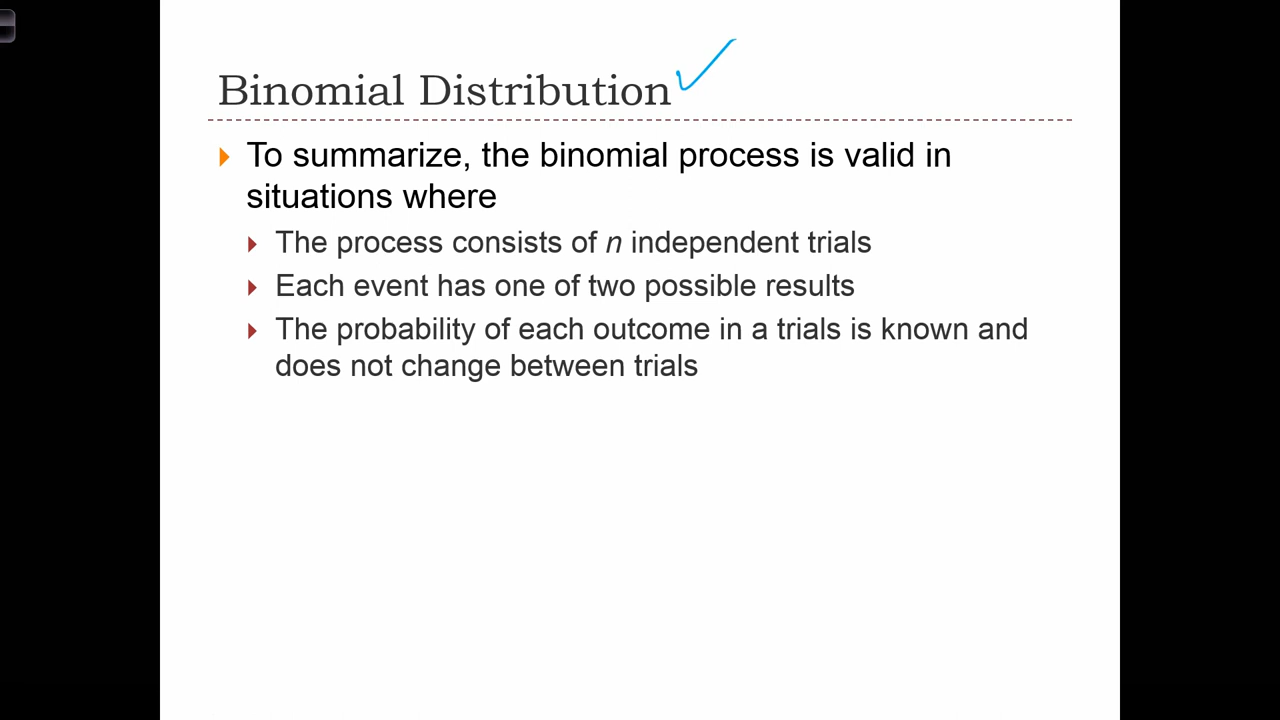 Binomial Distribution
To summarize, the binomial process is valid in
situations where
The process consists of n independent trials
Each event has one of two possible results
The probability of each outcome in a trials is known and
does not change between trials